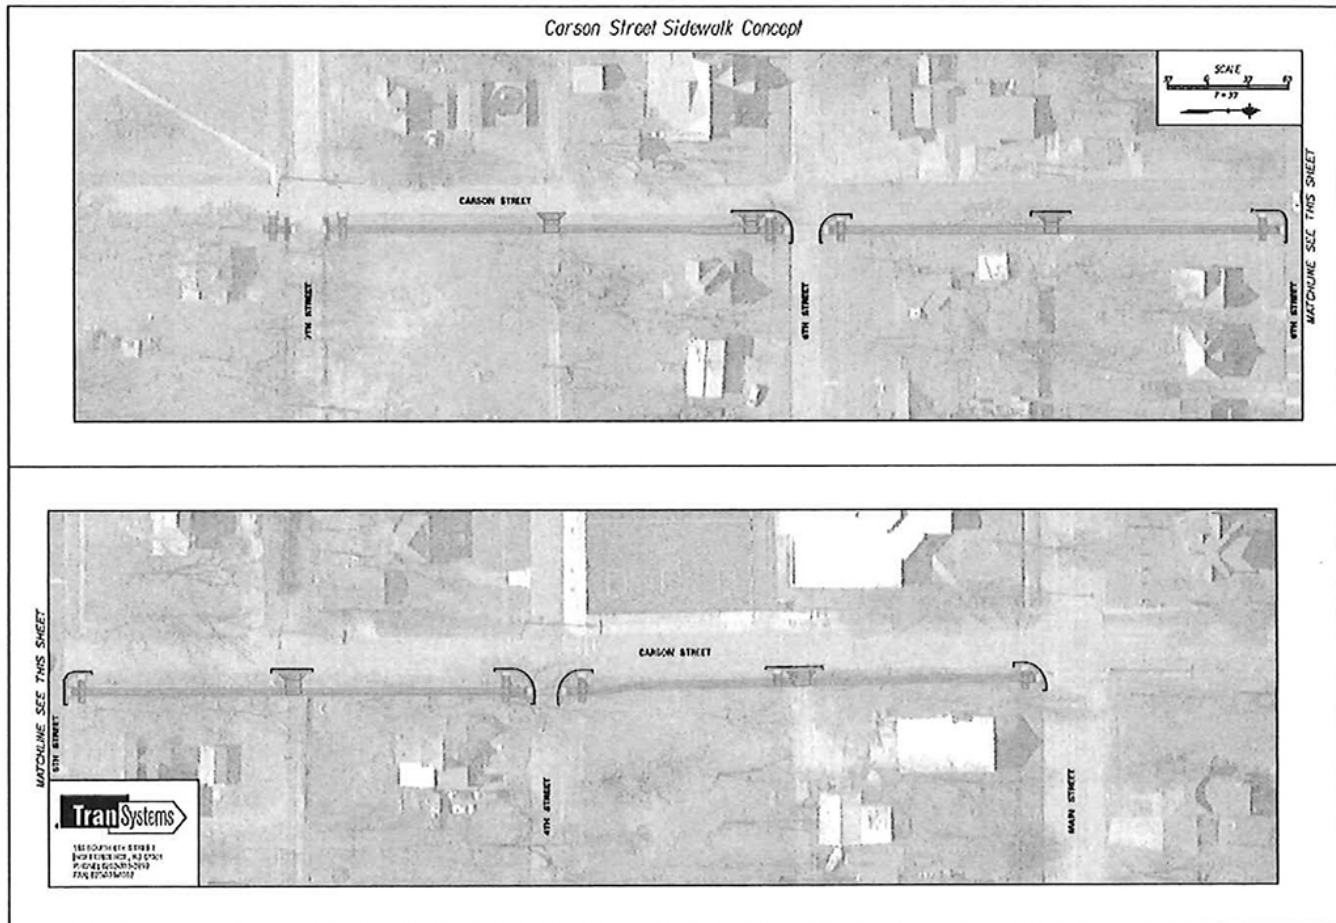 Carson Street Sidewalk Concept
SCALE
CARSON STREET
7TH STREET
6TH STREET
5TH STREET
MATCHLINE SEE THIS SHEET
CARSON STREET
MATCHLINE SEE THIS SHEET
5TH STREET
4TH STREET
MAIN STREET
TranSystems